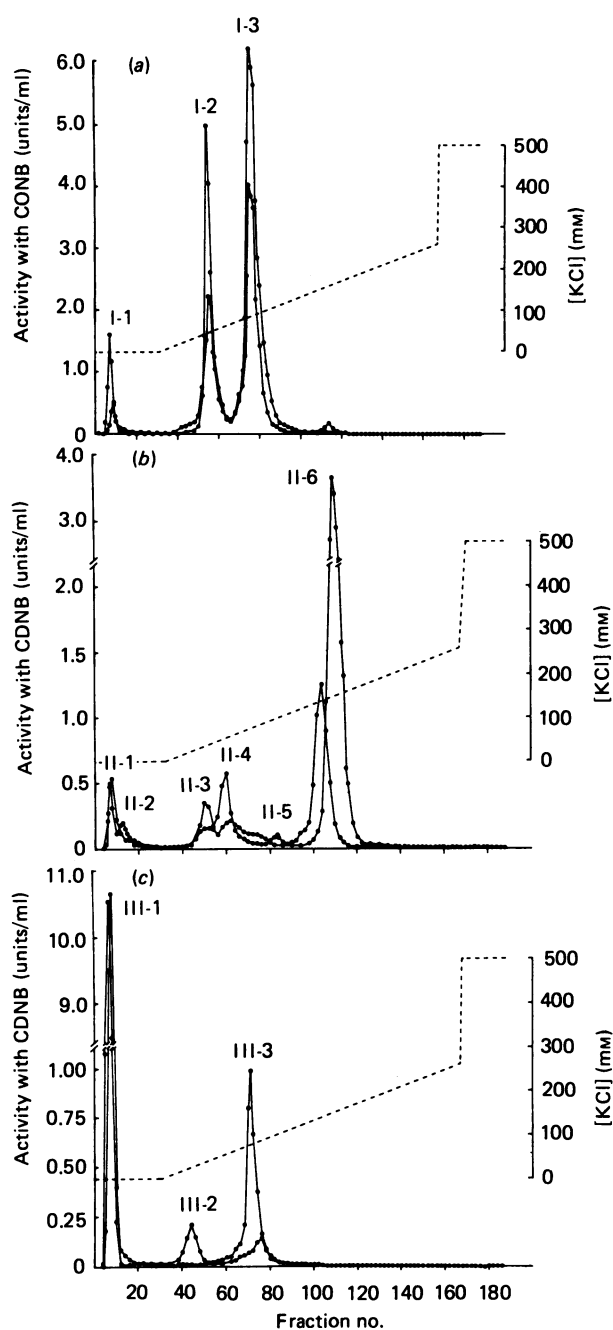 (a)
I-3
I-2
I-1
6.0
5.0
4.0
3.0
2.0
1.0
0
Activity with CONB (units/ml)
500
400
300
200
100
0
[KCl] (mM)
(b)
II-6
II-1
II-2
II-3
II-4
II-5
4.0
3.0
2.0
1.5
1.0
0.5
0
Activity with CDNB (units/ml)
500
400
300
200
100
0
[KCl] (mM)
(c)
III-1
III-2
III-3
11.0
10.0
9.0
1.00
0.75
0.50
0.25
0
Activity with CDNB (units/ml)
500
400
300
200
100
0
[KCl] (mM)
20 40 60 80 100 120 140 160 180
Fraction no.